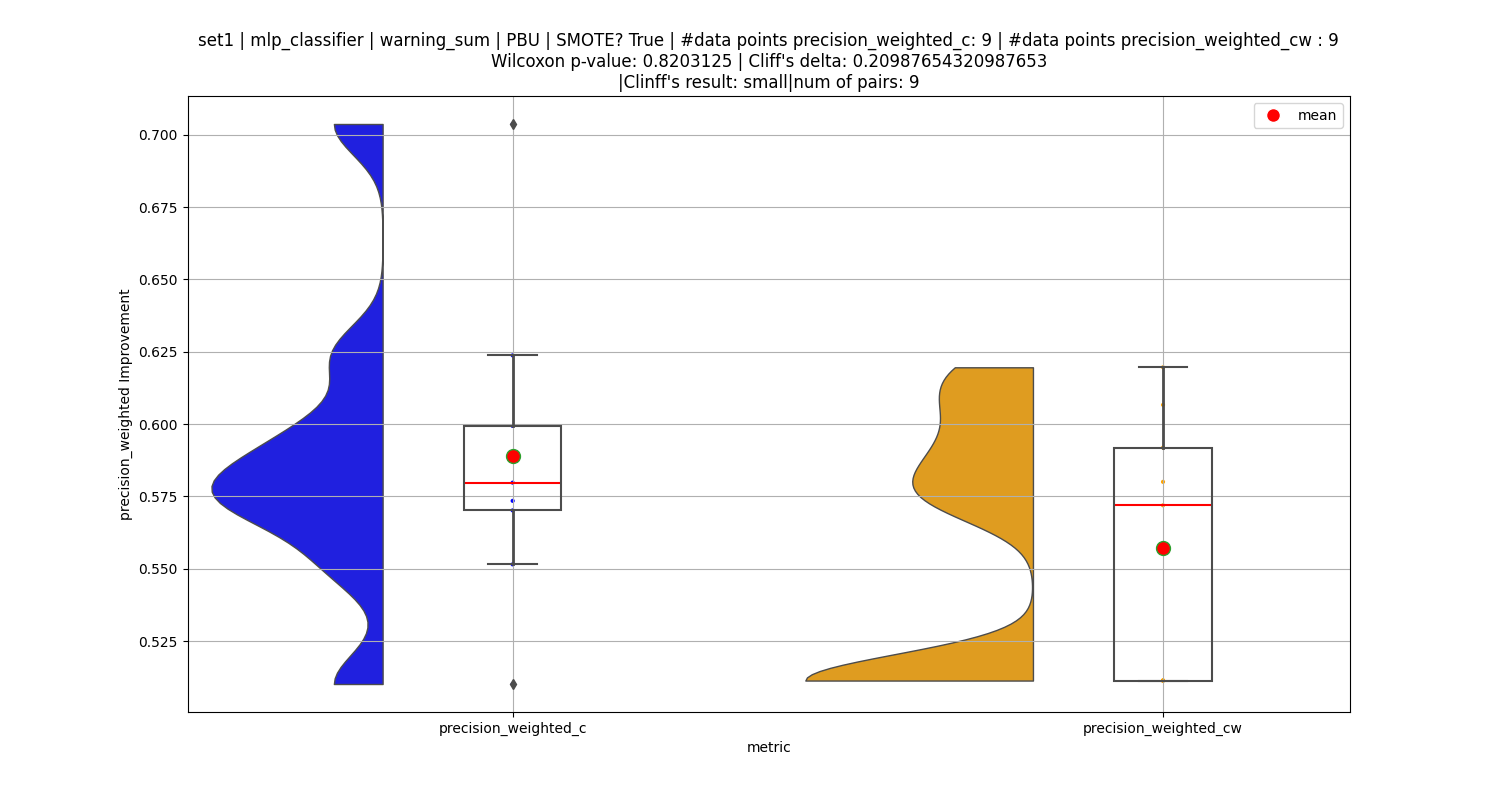 set1 | mlp_classifier | warning_sum | PBU | SMOTE? True | #data points precision_weighted_c: 9 | #data points precision_weighted_cw : 9
Wilcoxon p-value: 0.8203125 | Cliff's delta: 0.20987654320987653
|Clinff's result: small|num of pairs: 9
mean
0.700
0.675
0.650
0.625
0.600
0.575
0.550
0.525
precision_weighted Improvement
precision_weighted_c
precision_weighted_cw
metric